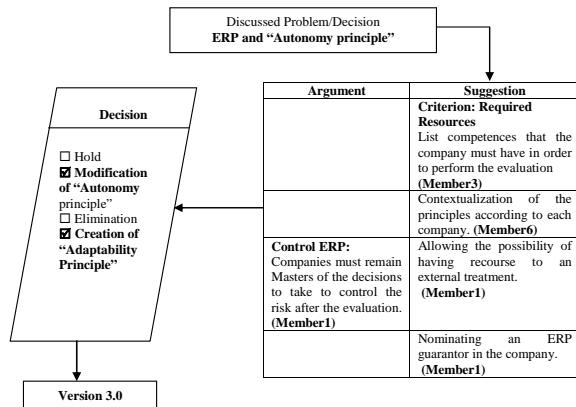 Discussed Problem/Decision
ERP and “Autonomy principle”
Argument
Suggestion
Criterion: Required
Resources
List competences that the
company must have in order
to perform the evaluation
(Member3)
Contextualization of the
principles according to each
company. (Member6)
Control ERP:
Companies must remain
Masters of the decisions
to take to control the
risk after the evaluation.
(Member1)
Allowing the possibility of
having recourse to an
external treatment.
(Member1)
Nominating an ERP
guarantor in the company.
(Member1)
Decision
☐ Hold
☑ Modification
of “Autonomy
principle”
☐ Elimination
☑ Creation of
“Adaptability
Principle”
Version 3.0